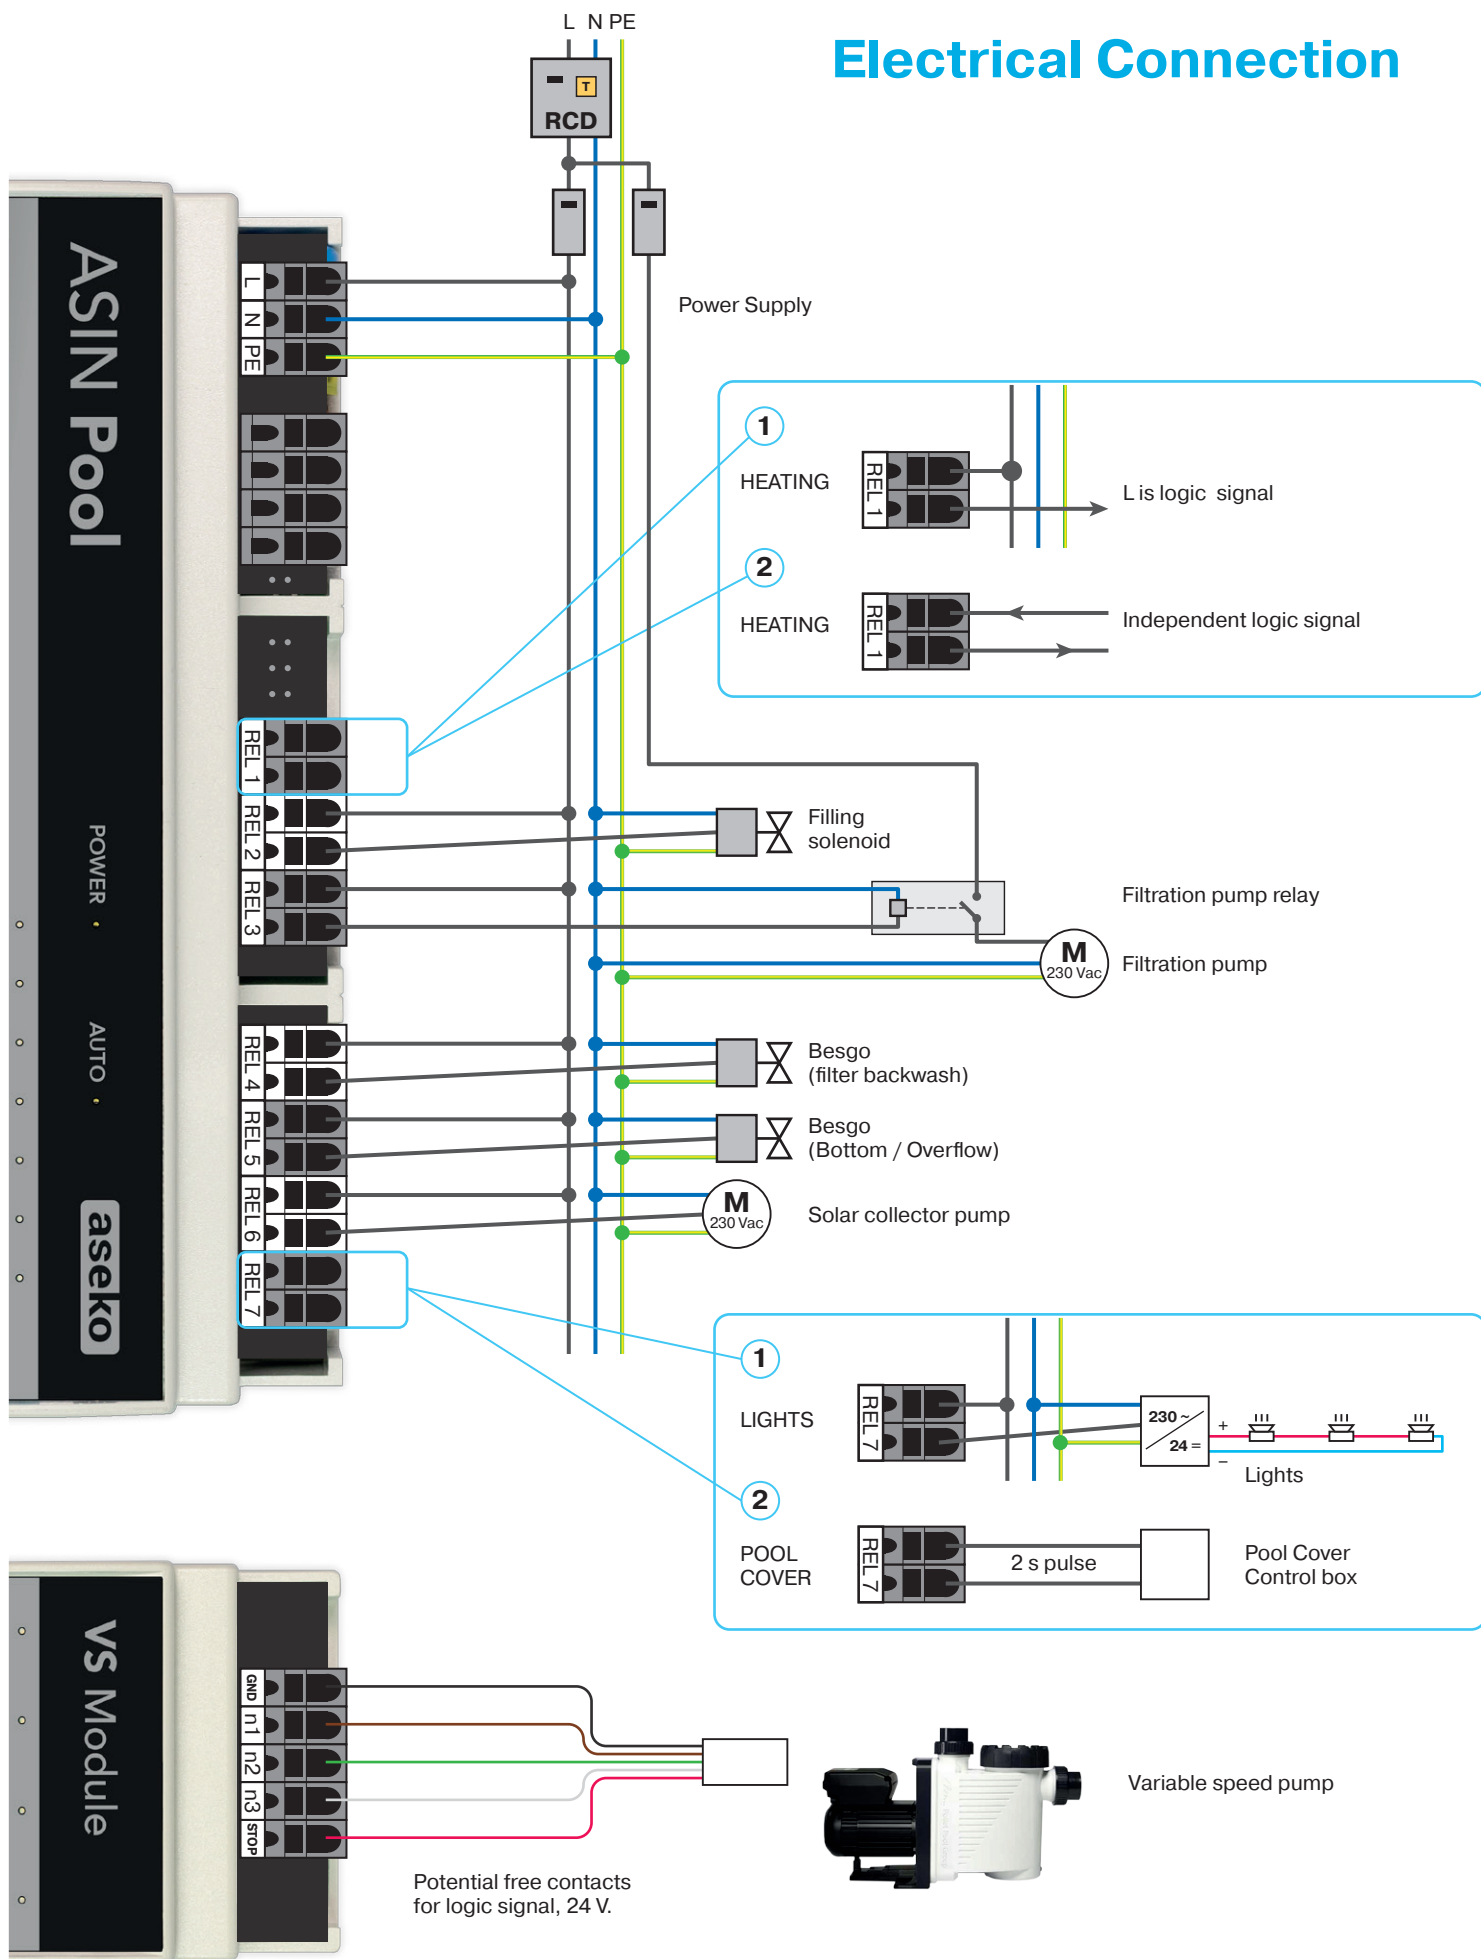 Electrical Connection
L N PE
T
RCD
Power Supply
ASIN Pool
POWER
AUTO
aseko
L
N
PE
REL 1
REL 2
REL 3
REL 4
REL 5
REL 6
REL 7
1
HEATING
REL 1
L is logic signal
2
HEATING
REL 1
Independent logic signal
Filling
solenoid
Filtration pump relay
M
230 Vac
Filtration pump
Besgo
(filter backwash)
Besgo
(Bottom / Overflow)
M
230 Vac
Solar collector pump
1
LIGHTS
REL 7
230 ~
24 =
+
–
Lights
2
POOL
COVER
REL 7
2 s pulse
Pool Cover
Control box
VS Module
GND
n1
n2
n3
STOP
Potential free contacts
for logic signal, 24 V.
Variable speed pump